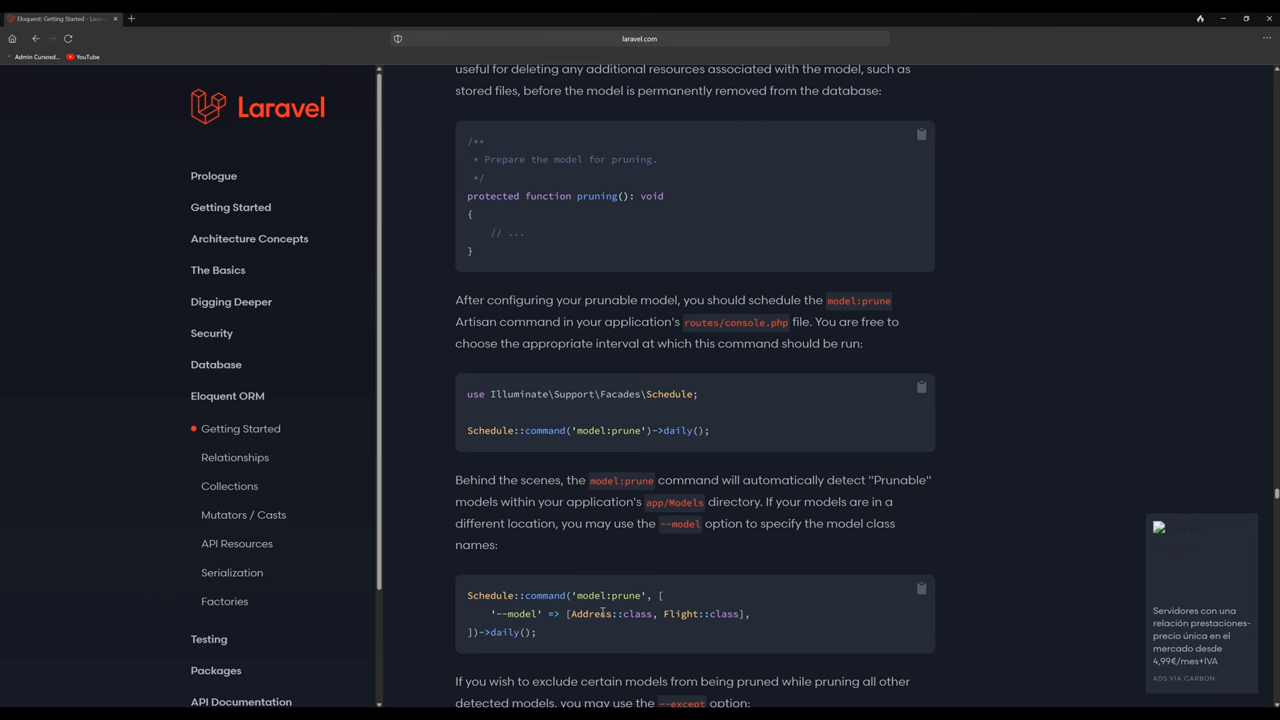 Eloquent: Getting Started - Larav
laravel.com
Admin Cursosd...
YouTube
Laravel
Prologue
Getting Started
Architecture Concepts
The Basics
Digging Deeper
Security
Database
Eloquent ORM
Getting Started
Relationships
Collections
Mutators / Casts
API Resources
Serialization
Factories
Testing
Packages
API Documentation
useful for deleting any additional resources associated with the model, such as
stored files, before the model is permanently removed from the database:
/**
* Prepare the model for pruning.
*/
protected function pruning(): void
{
// ...
}
After configuring your prunable model, you should schedule the model:prune
Artisan command in your application's routes/console.php file. You are free to
choose the appropriate interval at which this command should be run:
use Illuminate\Support\Facades\Schedule;
Schedule::command('model:prune')->daily();
Behind the scenes, the model:prune command will automatically detect "Prunable"
models within your application's app/Models directory. If your models are in a
different location, you may use the --model option to specify the model class
names:
Schedule::command('model:prune', [
'--model' => [Address::class, Flight::class],
])->daily();
If you wish to exclude certain models from being pruned while pruning all other
detected models, you may use the --except option:
Servidores con una
relación prestaciones-
precio única en el
mercado desde
4,99€/mes+IVA
ADS VIA CARBON